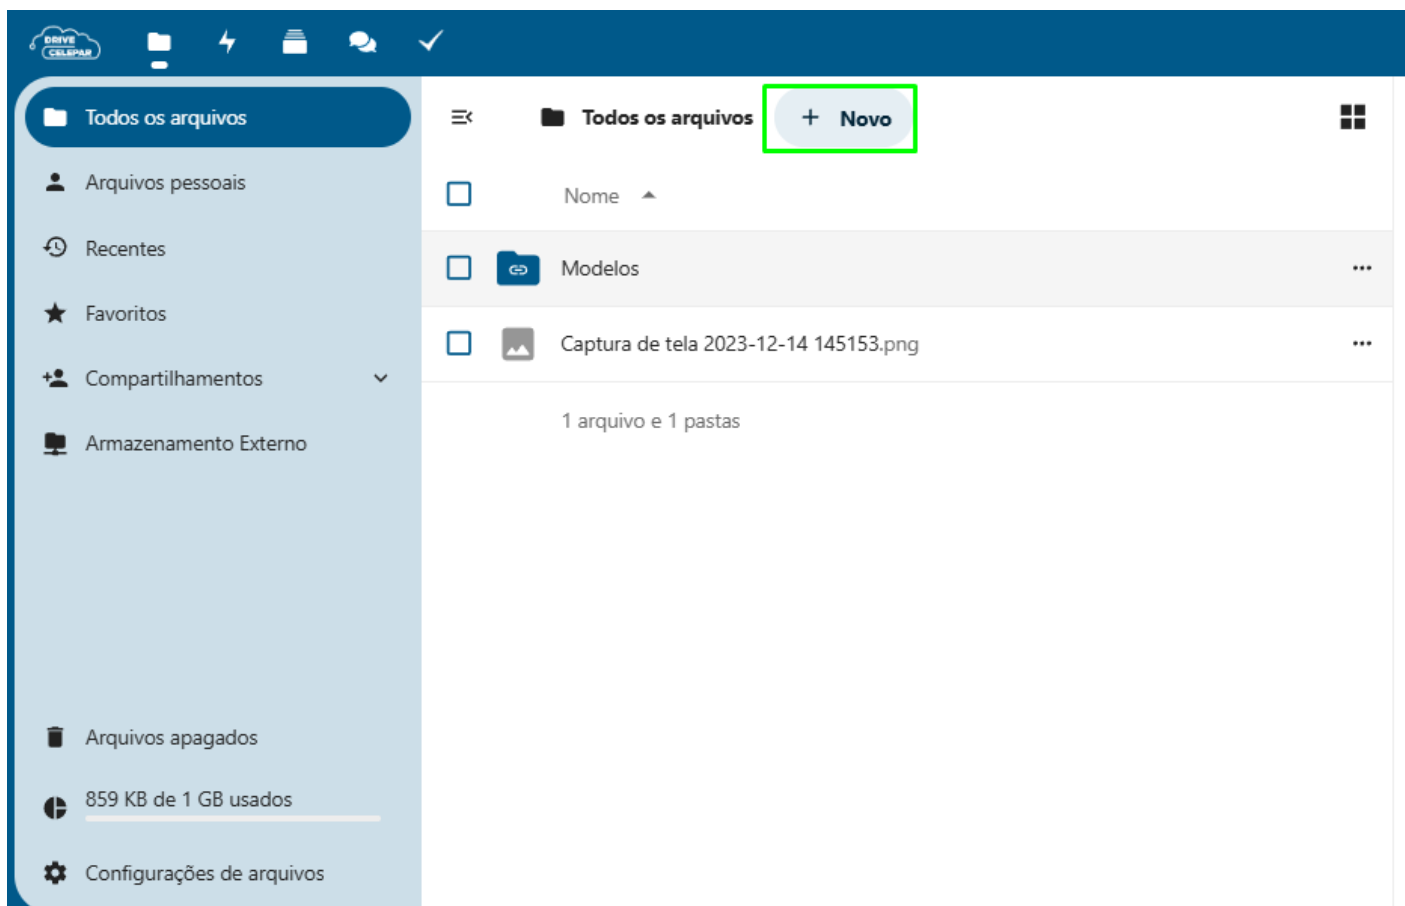 DRIVE
CELEPAR
Todos os arquivos
Arquivos pessoais
Recentes
Favoritos
Compartilhamentos
Armazenamento Externo
Arquivos apagados
859 KB de 1 GB usados
Configurações de arquivos
Todos os arquivos
+ Novo
Nome
Modelos
Captura de tela 2023-12-14 145153.png
1 arquivo e 1 pastas